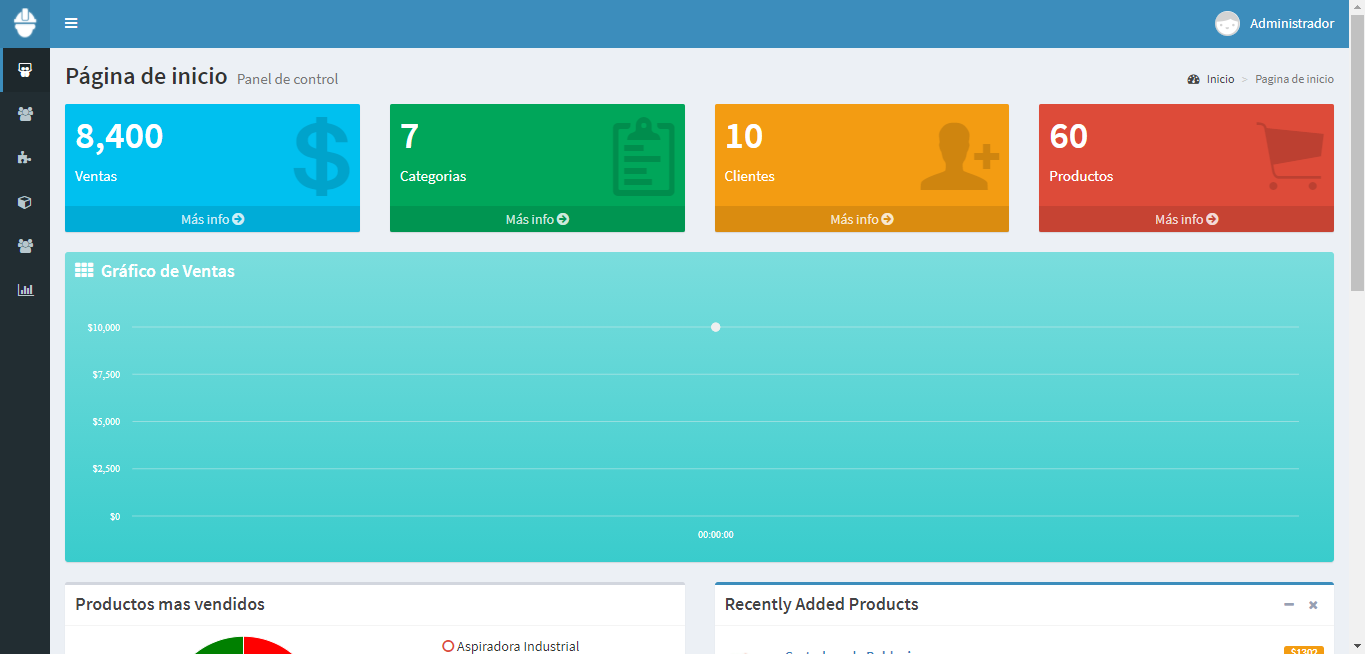 Administrador
Página de inicio Panel de control
Inicio > Pagina de inicio
8,400
Ventas
Más info
7
Categorias
Más info
10
Clientes
Más info
60
Productos
Más info
Gráfico de Ventas
$10,000
$7,500
$5,000
$2,500
$0
00:00:00
Productos mas vendidos
Aspiradora Industrial
Recently Added Products
$1302